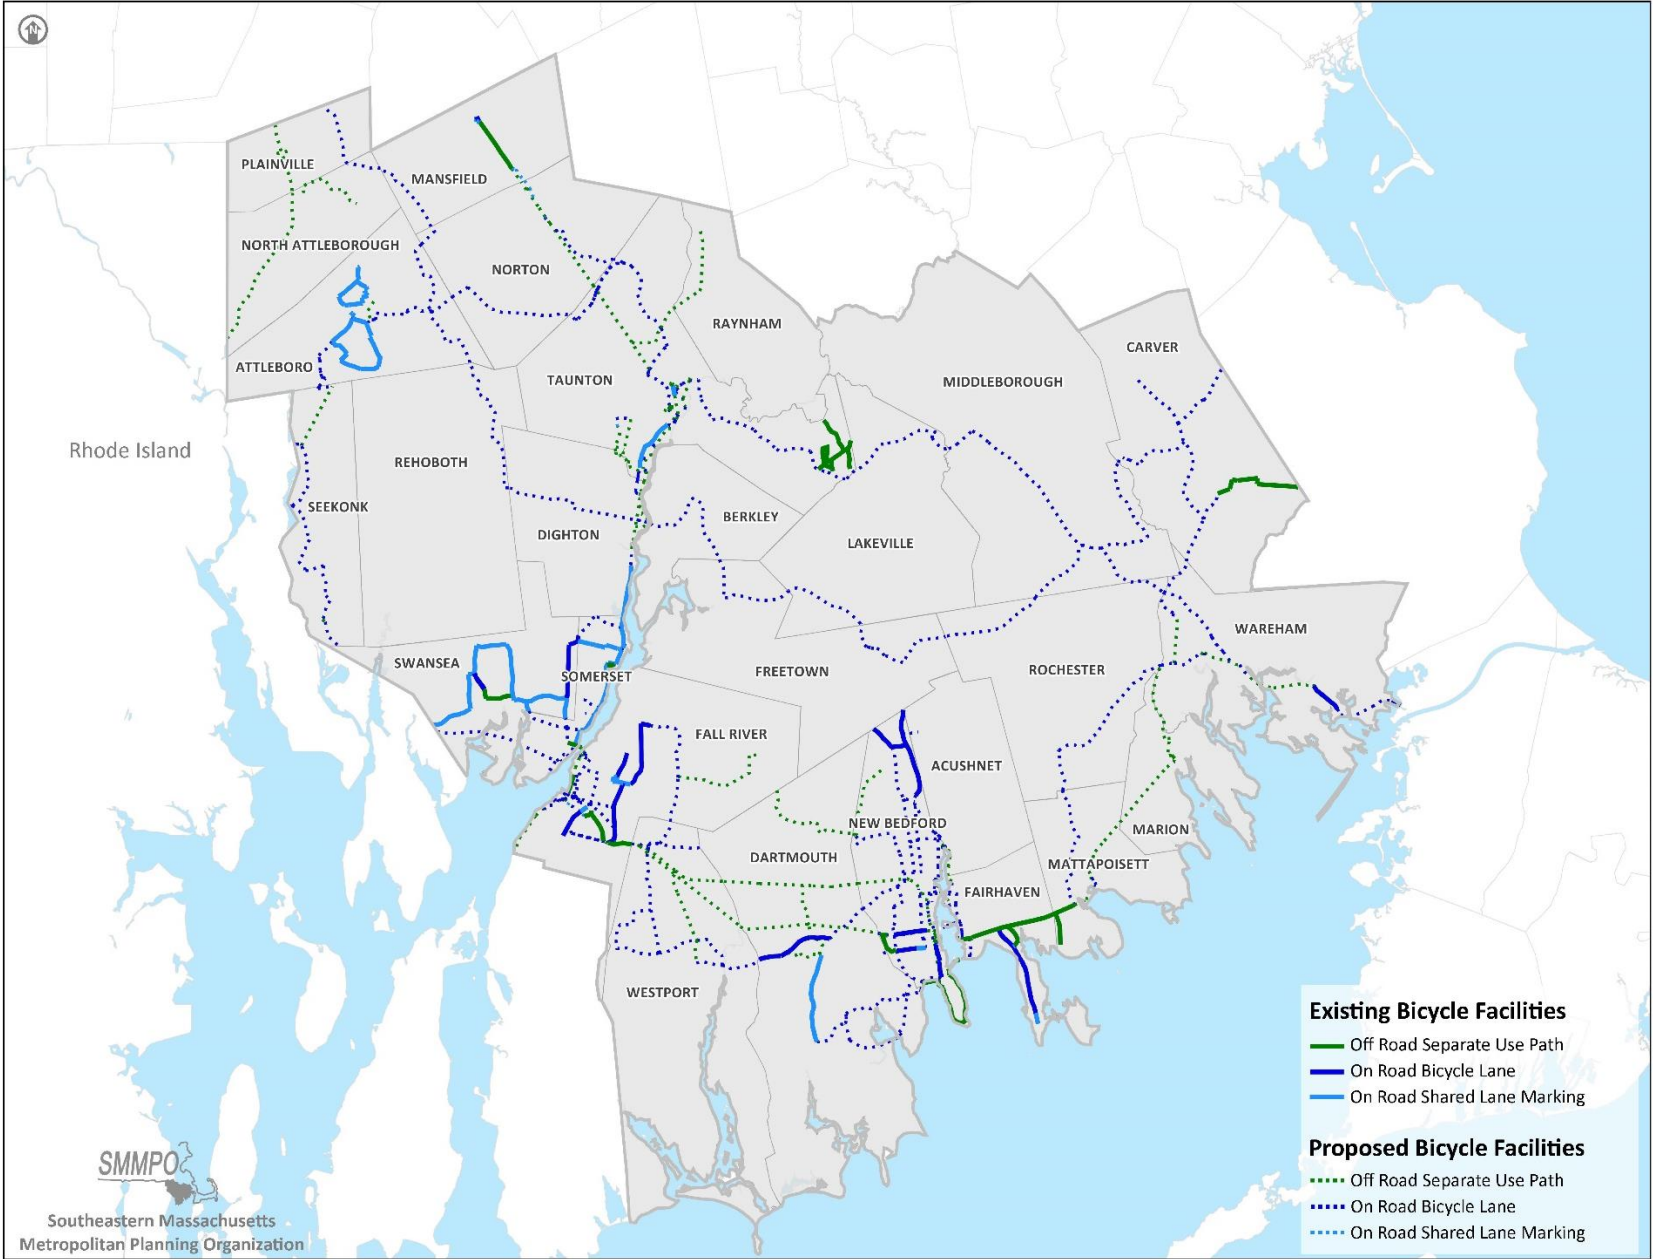 N
PLAINVILLE
MANSFIELD
NORTH ATTLEBOROUGH
NORTON
RAYNHAM
CARVER
ATTLEBORO
TAUNTON
MIDDLEBOROUGH
Rhode Island
REHOBOTH
SEEKONK
BERKLEY
DIGHTON
LAKEVILLE
WAREHAM
SWANSEA
SOMERSET
FREETOWN
ROCHESTER
FALL RIVER
ACUSHNET
NEW BEDFORD
MARION
DARTMOUTH
MATTAPOISETT
FAIRHAVEN
WESTPORT
Existing Bicycle Facilities
Off Road Separate Use Path
On Road Bicycle Lane
On Road Shared Lane Marking
Proposed Bicycle Facilities
Off Road Separate Use Path
On Road Bicycle Lane
On Road Shared Lane Marking
SMMPO
Southeastern Massachusetts
Metropolitan Planning Organization